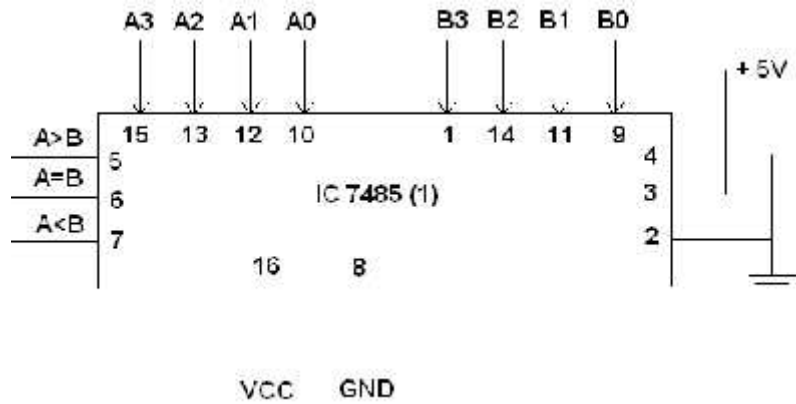 A3 A2 A1 A0 B3 B2 B1 B0
+ 5V
15 13 12 10 1 14 11 9
A>B 5 4
A=B 6 IC 7485 (1) 3
A<B 7 2
16 8
VCC GND